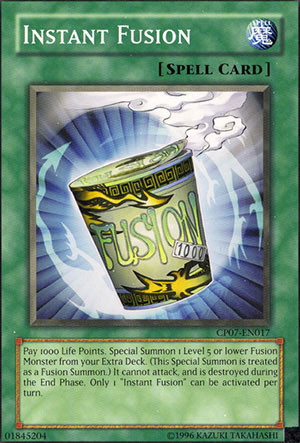 Instant Fusion
魔
[Spell Card]
FUSION
1000
CP07-EN017
Pay 1000 Life Points. Special Summon 1 Level 5 or lower Fusion
Monster from your Extra Deck. (This Special Summon is treated
as a Fusion Summon.) It cannot attack, and is destroyed during
the End Phase. Only 1 "Instant Fusion" can be activated per
turn.
01845204
©1996 KAZUKI TAKAHASHI